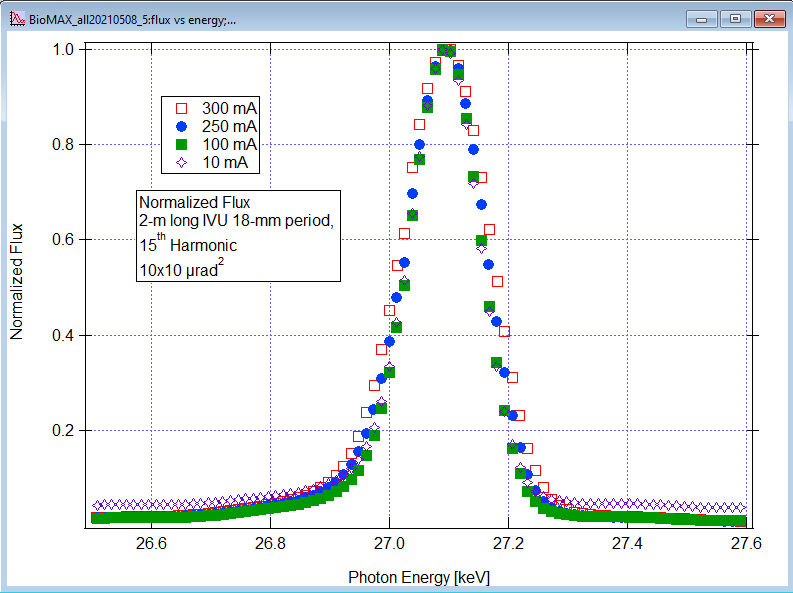 BioMAX_all20210508_5:flux vs energy;...
1.0
0.8
0.6
0.4
0.2
Normalized Flux
300 mA
250 mA
100 mA
10 mA
Normalized Flux
2-m long IVU 18-mm period,
15th Harmonic
10x10 µrad2
26.6 26.8 27.0 27.2 27.4 27.6
Photon Energy [keV]